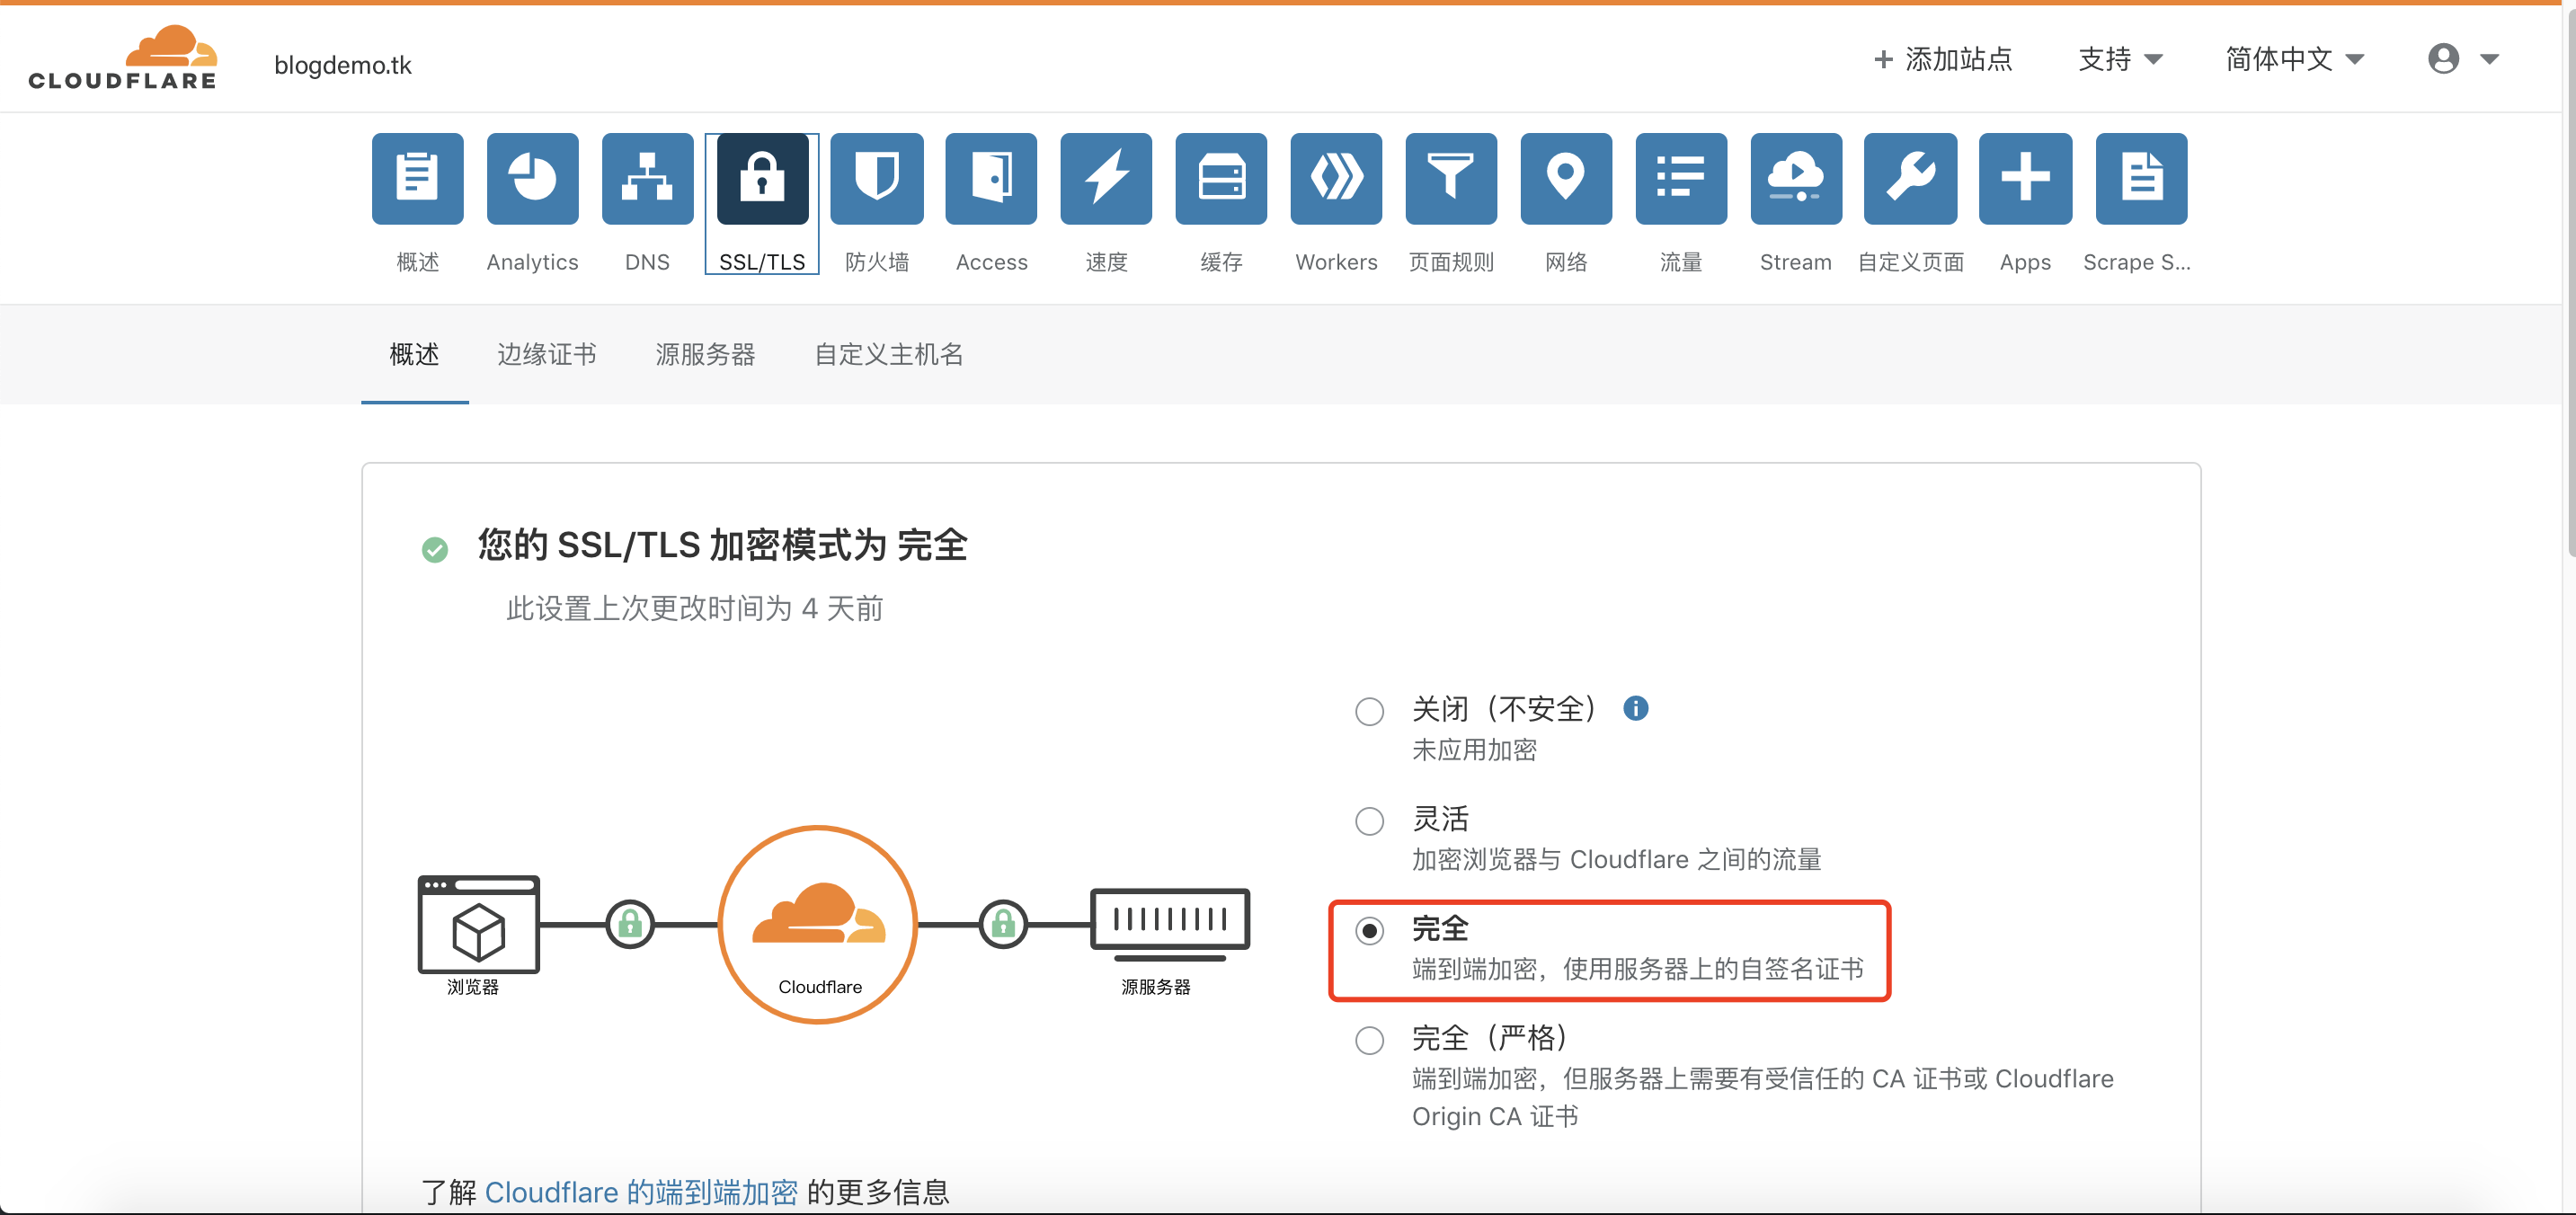 CLOUDFLARE
blogdemo.tk
+ 添加站点
支持
简体中文
概述
Analytics
DNS
SSL/TLS
防火墙
Access
速度
缓存
Workers
页面规则
网络
流量
Stream
自定义页面
Apps
Scrape S...
概述
边缘证书
源服务器
自定义主机名
您的 SSL/TLS 加密模式为 完全
此设置上次更改时间为 4 天前
浏览器
Cloudflare
源服务器
关闭（不安全）
未应用加密
灵活
加密浏览器与 Cloudflare 之间的流量
完全
端到端加密，使用服务器上的自签名证书
完全（严格）
端到端加密，但服务器上需要有受信任的 CA 证书或 Cloudflare
Origin CA 证书
了解 Cloudflare 的端到端加密 的更多信息